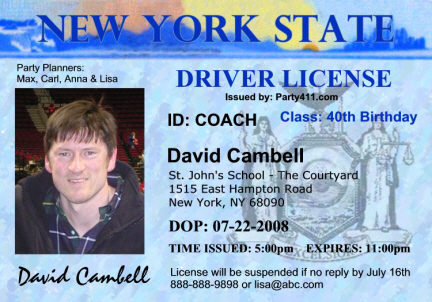 NEW YORK STATE
Party Planners:
Max, Carl, Anna & Lisa
DRIVER LICENSE
Issued by: Party411.com
ID: COACH
Class: 40th Birthday
David Cambell
St. John's School - The Courtyard
1515 East Hampton Road
New York, NY 68090
DOP: 07-22-2008
TIME ISSUED: 5:00pm EXPIRES: 11:00pm
David Cambell
License will be suspended if no reply by July 16th
888-888-9898 or lisa@abc.com
EXCELSIOR